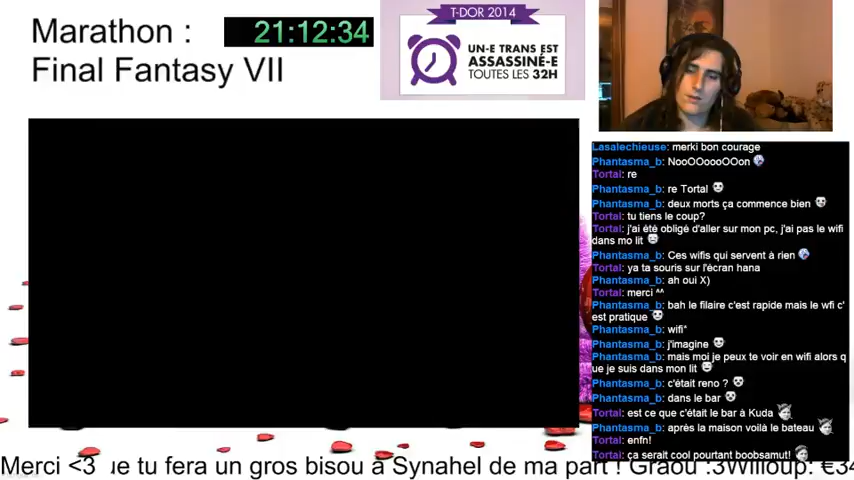 Marathon :
Final Fantasy VII
21:12:34
T-DOR 2014
UN-E TRANS EST
ASSASSINÉ-E
TOUTES LES 32H
Lasalechieuse: merki bon courage
Phantasma_b: NooOOoooOOon
Tortal: re
Phantasma_b: re Tortal
Phantasma_b: deux morts ça commence bien
Tortal: tu tiens le coup?
Tortal: j'ai été obligé d'aller sur mon pc, j'ai pas le wifi
dans mo lit
Phantasma_b: Ces wifis qui servent à rien
Tortal: ya ta souris sur l'écran hana
Phantasma_b: ah oui X)
Tortal: merci ^^
Phantasma_b: bah le filaire c'est rapide mais le wfi c'
est pratique
Phantasma_b: wifi*
Phantasma_b: j'imagine
Phantasma_b: mais moi je peux te voir en wifi alors q
ue je suis dans mon lit
Phantasma_b: c'était reno ?
Phantasma_b: dans le bar
Tortal: est ce que c'était le bar à Kuda
Phantasma_b: après la maison voilà le bateau
Tortal: enfn!
Tortal: ça serait cool pourtant boobsamut!
Merci <3 ue tu fera un gros bisou à Synahel de ma part ! Graou :3Willoup: €34